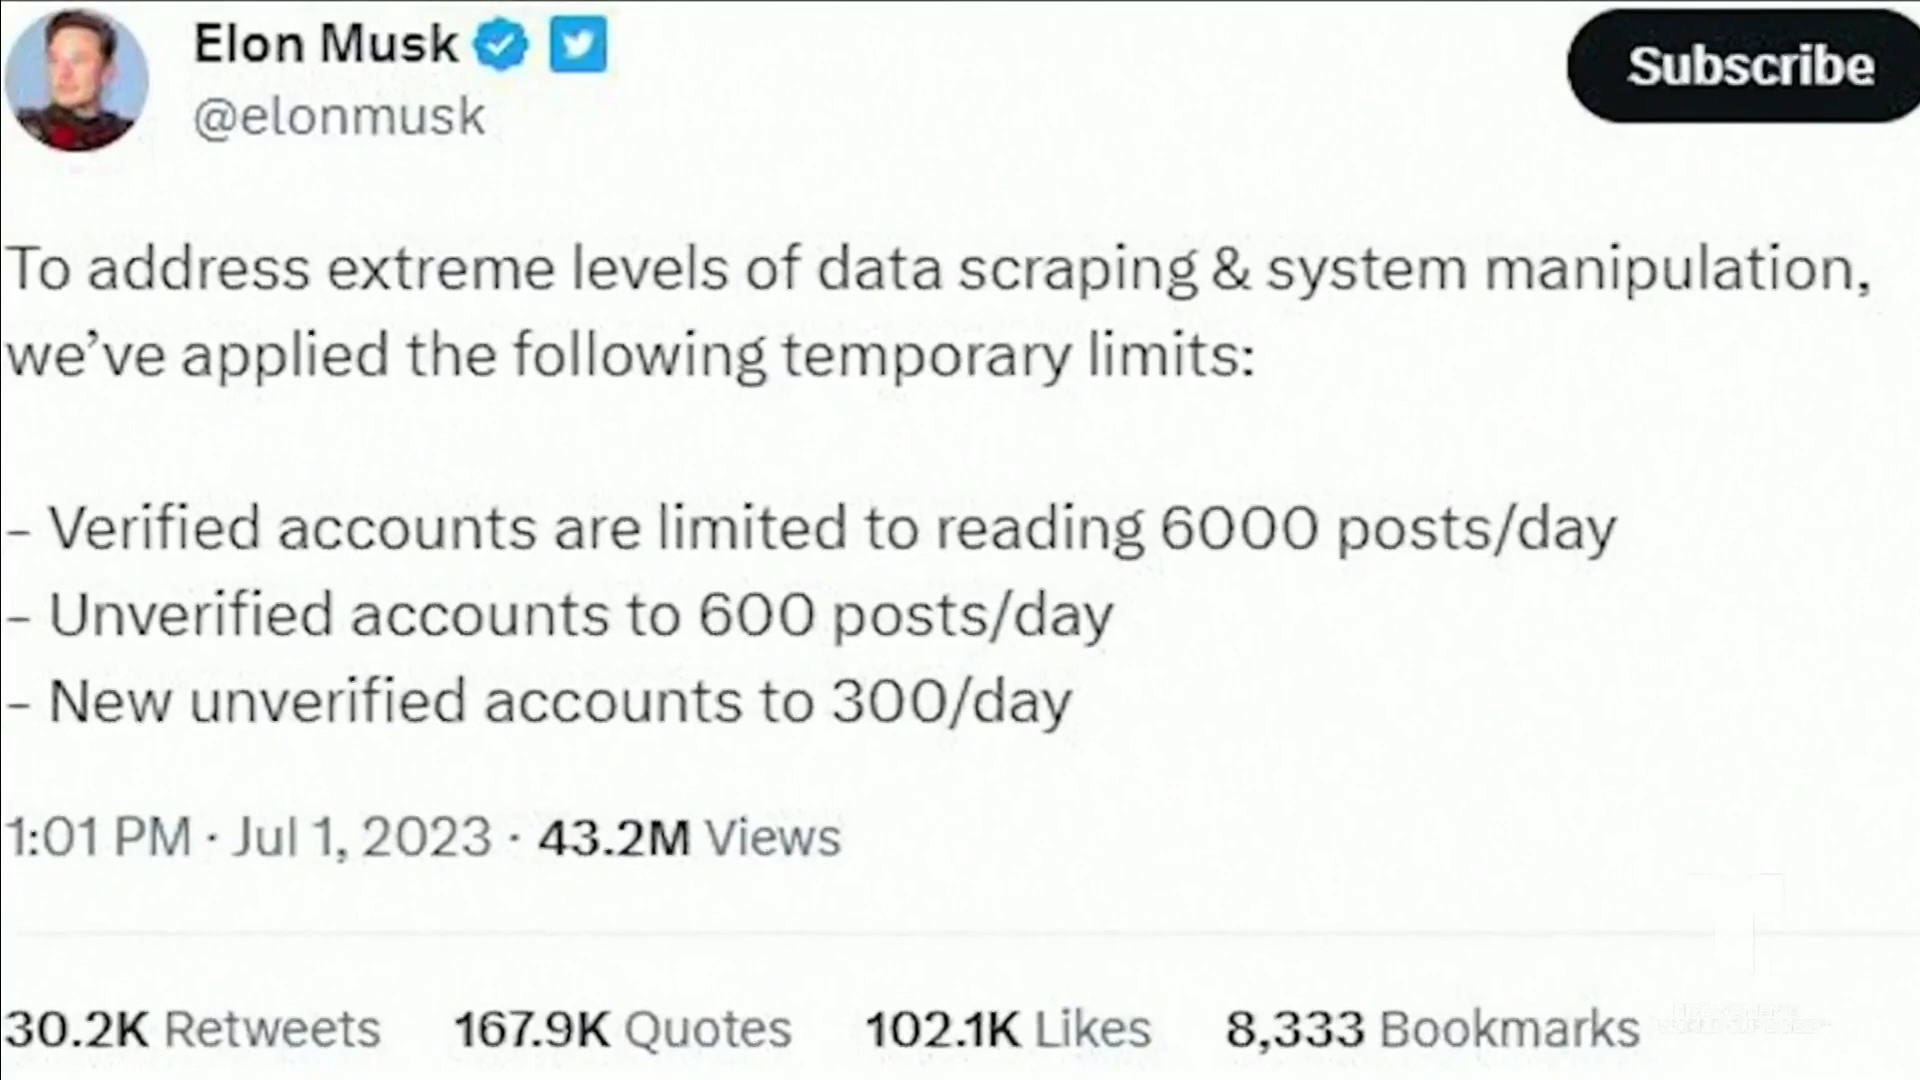 Elon Musk
@elonmusk
Subscribe
To address extreme levels of data scraping & system manipulation,
we’ve applied the following temporary limits:
- Verified accounts are limited to reading 6000 posts/day
- Unverified accounts to 600 posts/day
- New unverified accounts to 300/day
1:01 PM · Jul 1, 2023 · 43.2M Views
30.2K Retweets 167.9K Quotes 102.1K Likes 8,333 Bookmarks